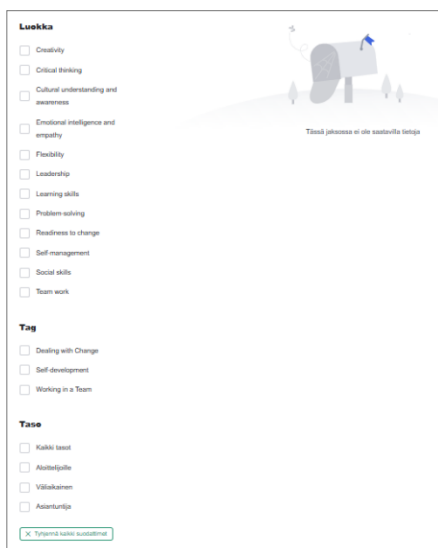 Luokka
Creativity
Critical thinking
Cultural understanding and
awareness
Emotional intelligence and
empathy
Flexibility
Leadership
Learning skills
Problem-solving
Readiness to change
Self-management
Social skills
Team work
Tag
Dealing with Change
Self-development
Working in a Team
Taso
Kaikki tasot
Aloittelijoille
Väliaikainen
Asiantuntija
Tyhjennä kaikki suodattimet
Tässä jaksossa ei ole saatavilla tietoja